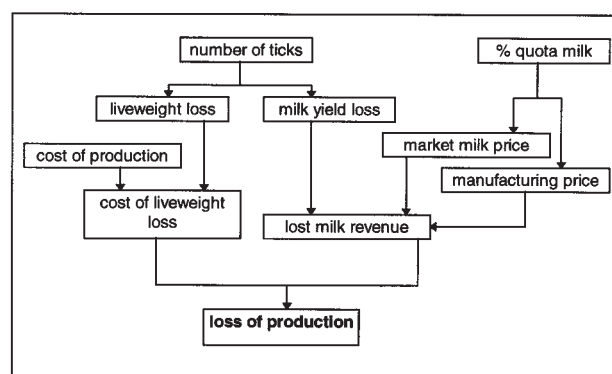 number of ticks
% quota milk
liveweight loss
milk yield loss
market milk price
cost of production
manufacturing price
cost of liveweight
loss
lost milk revenue
loss of production